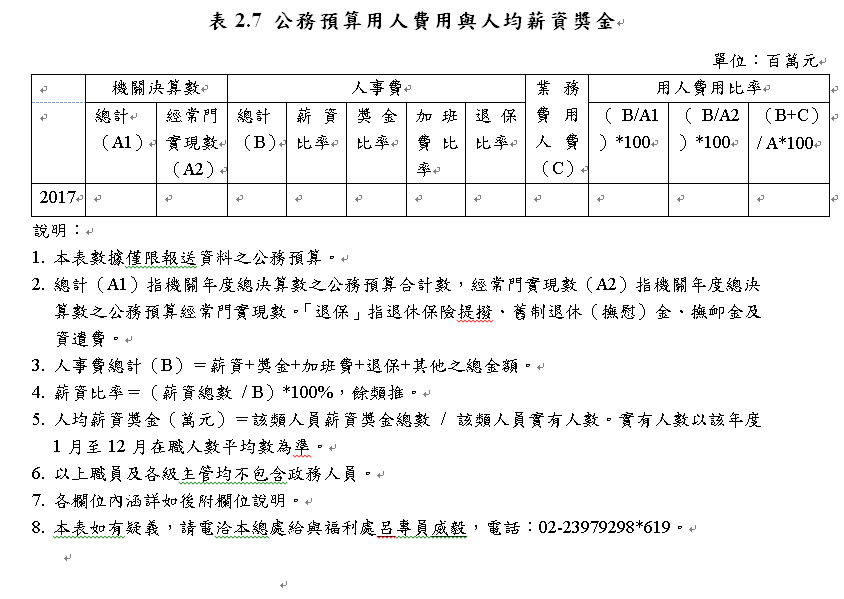 表 2.7 公務預算用人費用與人均薪資獎金
單位：百萬元
機關決算數 人事費 業務費用人費（C） 用人費用比率
總計（A1） 經常門實現數（A2） 總計（B） 薪資比率 獎金比率 加班費比率 退保比率 （B/A1）*100 （B/A2）*100 （B+C）/A*100
2017
說明：
1. 本表數據僅限報送資料之公務預算。
2. 總計（A1）指機關年度總決算數之公務預算合計數，經常門實現數（A2）指機關年度總決
算數之公務預算經常門實現數。「退保」指退休保險提撥、舊制退休（撫慰）金、撫卹金及
資遣費。
3. 人事費總計（B）＝薪資+獎金+加班費+退保+其他之總金額。
4. 薪資比率＝（薪資總數 / B）*100%，餘類推。
5. 人均薪資獎金（萬元）＝該類人員薪資獎金總數 / 該類人員實有人數。實有人數以該年度
1 月至 12 月在職人數平均數為準。
6. 以上職員及各級主管均不包含政務人員。
7. 各欄位內涵詳如後附欄位說明。
8. 本表如有疑義，請電洽本總處給與福利處呂專員威毅，電話：02-23979298*619。